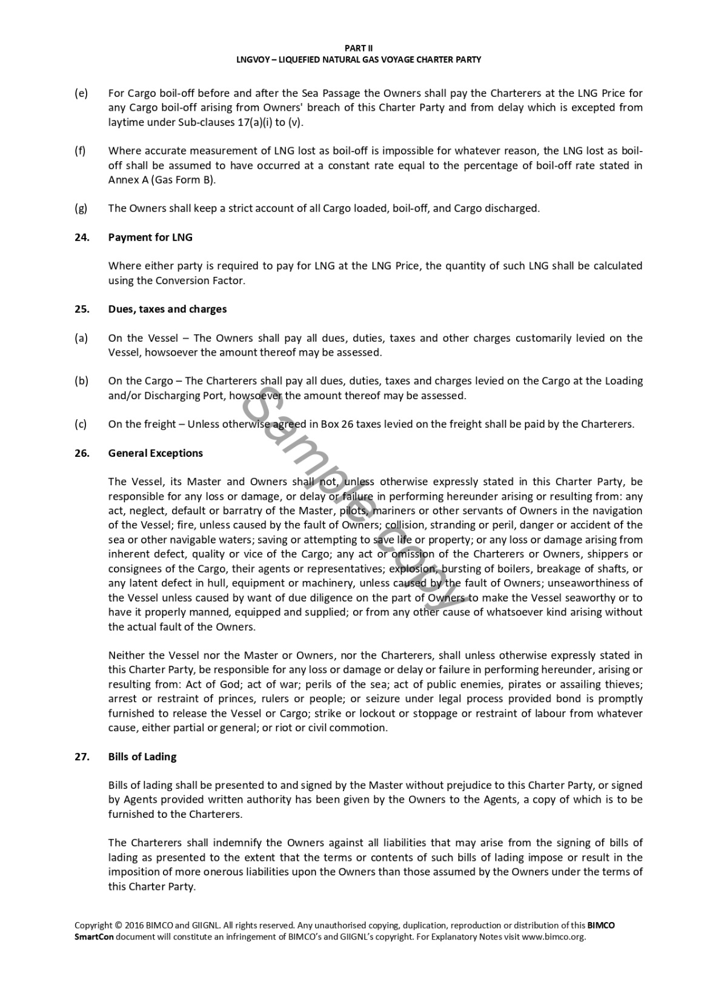 PART II
LNGVOY – LIQUEFIED NATURAL GAS VOYAGE CHARTER PARTY
(e) For Cargo boil-off before and after the Sea Passage the Owners shall pay the Charterers at the LNG Price for
any Cargo boil-off arising from Owners' breach of this Charter Party and from delay which is excepted from
laytime under Sub-clauses 17(a)(i) to (v).
(f) Where accurate measurement of LNG lost as boil-off is impossible for whatever reason, the LNG lost as boil-
off shall be assumed to have occurred at a constant rate equal to the percentage of boil-off rate stated in
Annex A (Gas Form B).
(g) The Owners shall keep a strict account of all Cargo loaded, boil-off, and Cargo discharged.
24. Payment for LNG
Where either party is required to pay for LNG at the LNG Price, the quantity of such LNG shall be calculated
using the Conversion Factor.
25. Dues, taxes and charges
(a) On the Vessel – The Owners shall pay all dues, duties, taxes and other charges customarily levied on the
Vessel, howsoever the amount thereof may be assessed.
(b) On the Cargo – The Charterers shall pay all dues, duties, taxes and charges levied on the Cargo at the Loading
and/or Discharging Port, howsoever the amount thereof may be assessed.
(c) On the freight – Unless otherwise agreed in Box 26 taxes levied on the freight shall be paid by the Charterers.
26. General Exceptions
The Vessel, its Master and Owners shall not, unless otherwise expressly stated in this Charter Party, be
responsible for any loss or damage, or delay or failure in performing hereunder arising or resulting from: any
act, neglect, default or barratry of the Master, pilots, mariners or other servants of Owners in the navigation
of the Vessel; fire, unless caused by the fault of Owners; collision, stranding or peril, danger or accident of the
sea or other navigable waters; saving or attempting to save life or property; or any loss or damage arising from
inherent defect, quality or vice of the Cargo; any act or omission of the Charterers or Owners, shippers or
consignees of the Cargo, their agents or representatives; explosion, bursting of boilers, breakage of shafts, or
any latent defect in hull, equipment or machinery, unless caused by the fault of Owners; unseaworthiness of
the Vessel unless caused by want of due diligence on the part of Owners to make the Vessel seaworthy or to
have it properly manned, equipped and supplied; or from any other cause of whatsoever kind arising without
the actual fault of the Owners.
Neither the Vessel nor the Master or Owners, nor the Charterers, shall unless otherwise expressly stated in
this Charter Party, be responsible for any loss or damage or delay or failure in performing hereunder, arising or
resulting from: Act of God; act of war; perils of the sea; act of public enemies, pirates or assailing thieves;
arrest or restraint of princes, rulers or people; or seizure under legal process provided bond is promptly
furnished to release the Vessel or Cargo; strike or lockout or stoppage or restraint of labour from whatever
cause, either partial or general; or riot or civil commotion.
27. Bills of Lading
Bills of lading shall be presented to and signed by the Master without prejudice to this Charter Party, or signed
by Agents provided written authority has been given by the Owners to the Agents, a copy of which is to be
furnished to the Charterers.
The Charterers shall indemnify the Owners against all liabilities that may arise from the signing of bills of
lading as presented to the extent that the terms or contents of such bills of lading impose or result in the
imposition of more onerous liabilities upon the Owners than those assumed by the Owners under the terms of
this Charter Party.
Sample copy
Copyright © 2016 BIMCO and GIIGNL. All rights reserved. Any unauthorised copying, duplication, reproduction or distribution of this BIMCO
SmartCon document will constitute an infringement of BIMCO’s and GIIGNL’s copyright. For Explanatory Notes visit www.bimco.org.